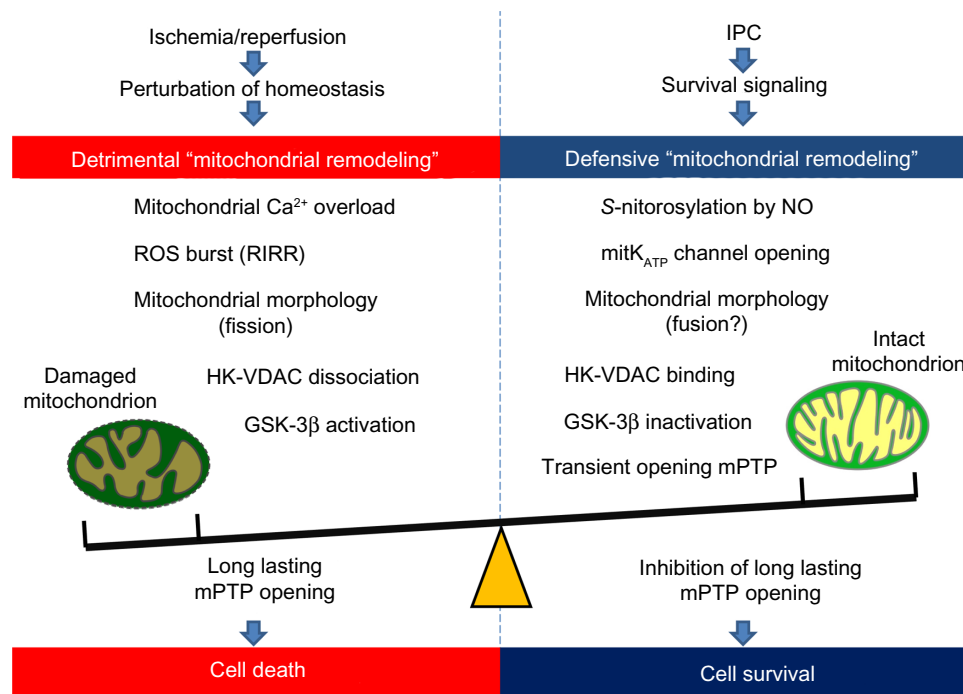 Ischemia/reperfusion
Perturbation of homeostasis
Detrimental “mitochondrial remodeling”
Mitochondrial Ca²⁺ overload
ROS burst (RIRR)
Mitochondrial morphology
(fission)
HK-VDAC dissociation
GSK-3β activation
Damaged
mitochondrion
Long lasting
mPTP opening
Cell death
IPC
Survival signaling
Defensive “mitochondrial remodeling”
S-nitorosylation by NO
mitK_ATP channel opening
Mitochondrial morphology
(fusion?)
HK-VDAC binding
GSK-3β inactivation
Transient opening mPTP
Intact
mitochondrion
Inhibition of long lasting
mPTP opening
Cell survival